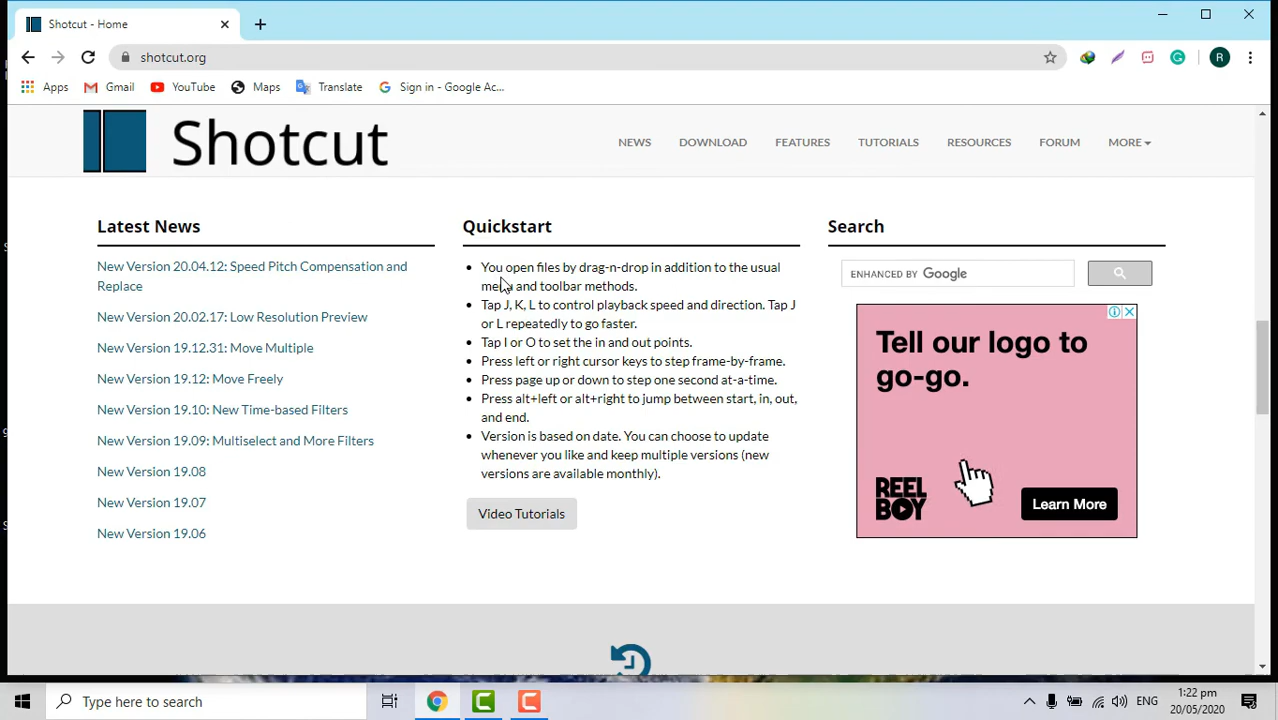 Shotcut - Home
shotcut.org
R
Apps
Gmail
YouTube
Maps
Translate
Sign in - Google Ac...
Shotcut
NEWS
DOWNLOAD
FEATURES
TUTORIALS
RESOURCES
FORUM
MORE
Latest News
New Version 20.04.12: Speed Pitch Compensation and
Replace
New Version 20.02.17: Low Resolution Preview
New Version 19.12.31: Move Multiple
New Version 19.12: Move Freely
New Version 19.10: New Time-based Filters
New Version 19.09: Multiselect and More Filters
New Version 19.08
New Version 19.07
New Version 19.06
Quickstart
You open files by drag-n-drop in addition to the usual
menu and toolbar methods.
Tap J, K, L to control playback speed and direction. Tap J
or L repeatedly to go faster.
Tap I or O to set the in and out points.
Press left or right cursor keys to step frame-by-frame.
Press page up or down to step one second at-a-time.
Press alt+left or alt+right to jump between start, in, out,
and end.
Version is based on date. You can choose to update
whenever you like and keep multiple versions (new
versions are available monthly).
Video Tutorials
Search
ENHANCED BY Google
Tell our logo to
go-go.
REEL
BOY
Learn More
Type here to search
ENG
1:22 pm
20/05/2020